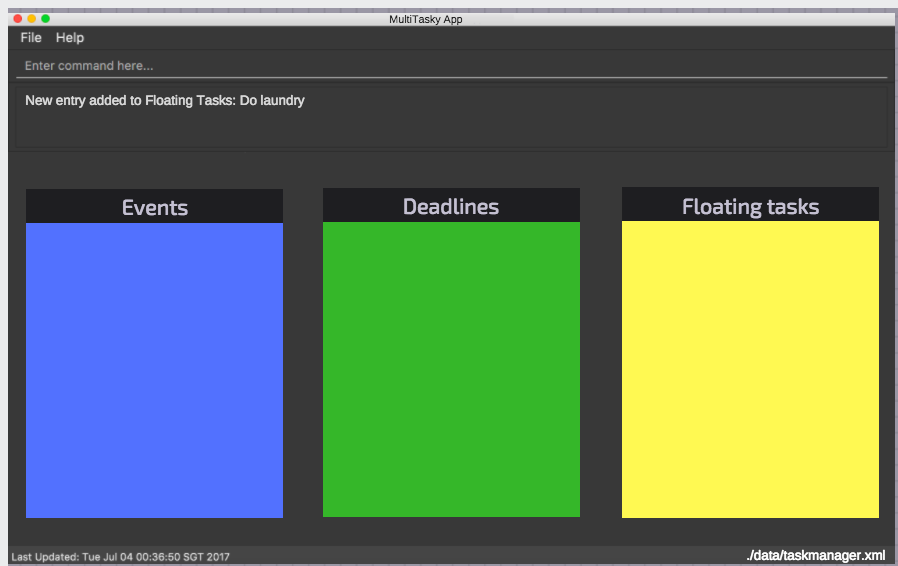 MultiTasky App
File Help
Enter command here...
New entry added to Floating Tasks: Do laundry
Events Deadlines Floating tasks
Last Updated: Tue Jul 04 00:36:50 SGT 2017 ./data/taskmanager.xml